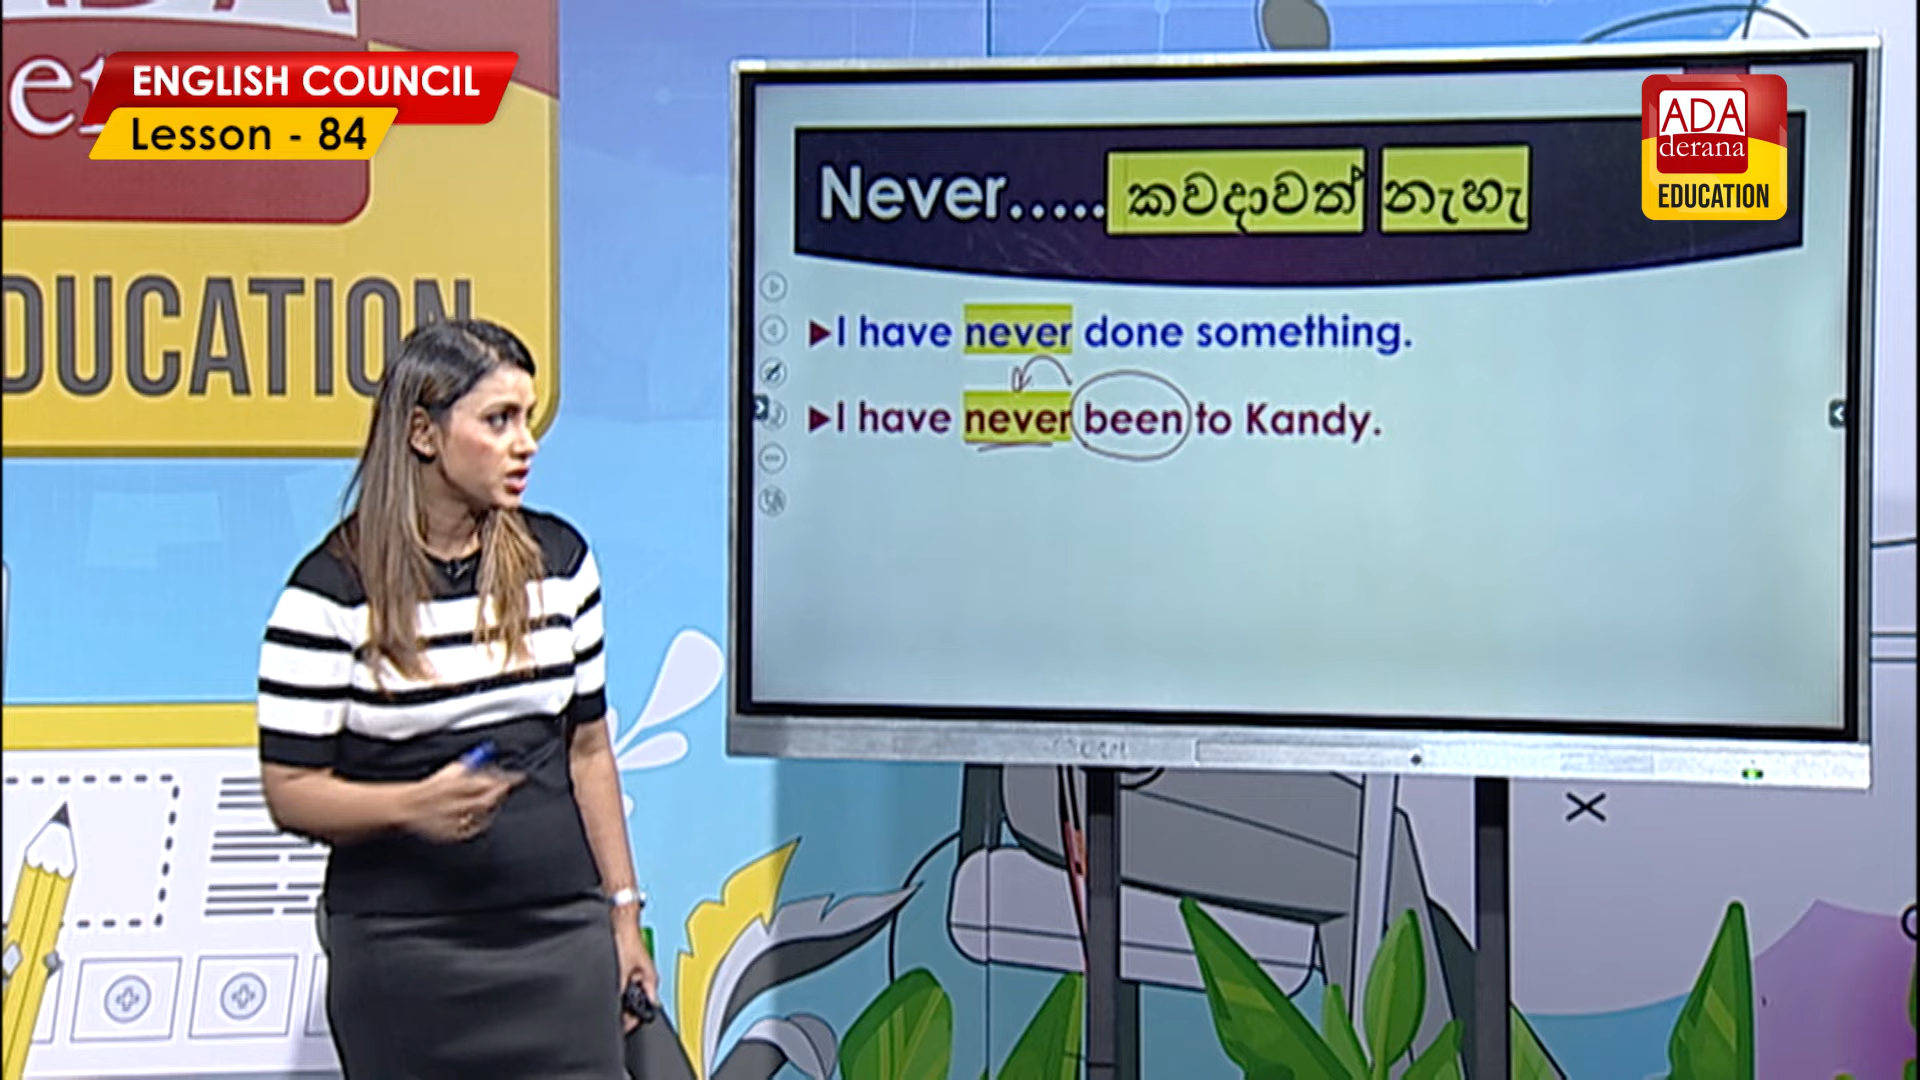 ENGLISH COUNCIL
Lesson - 84
EDUCATION
ADA
derana
EDUCATION
Never..... කවදාවත් නැහැ
▶I have never done something.
▶I have never been to Kandy.